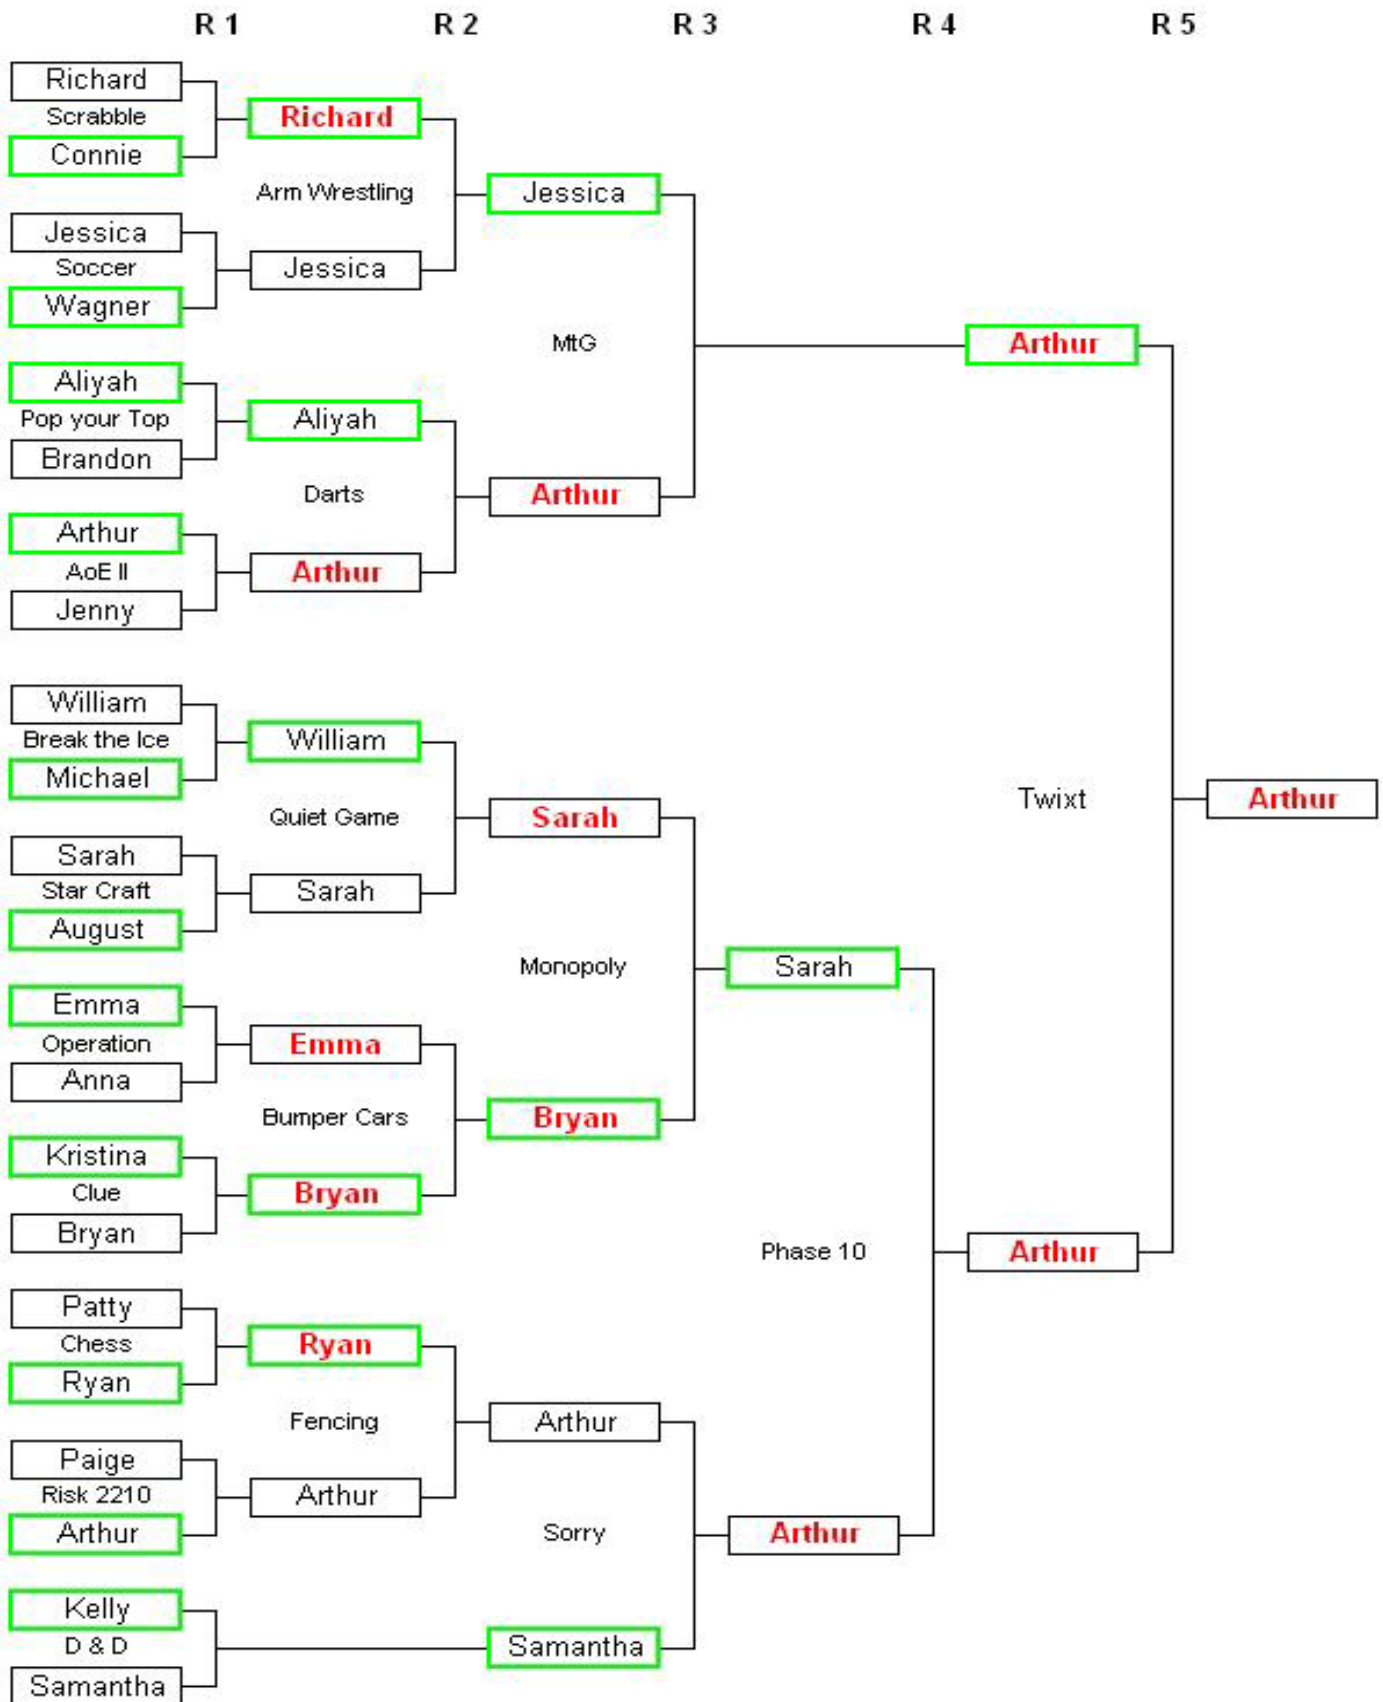 R 1 R 2 R 3 R 4 R 5
Richard
Scrabble
Connie
Jessica
Soccer
Wagner
Aliyah
Pop your Top
Brandon
Arthur
AoE II
Jenny
William
Break the Ice
Michael
Sarah
Star Craft
August
Emma
Operation
Anna
Kristina
Clue
Bryan
Patty
Chess
Ryan
Paige
Risk 2210
Arthur
Kelly
D & D
Samantha
Richard
Arm Wrestling
Jessica
Aliyah
Darts
Arthur
William
Quiet Game
Sarah
Emma
Bumper Cars
Bryan
Ryan
Fencing
Arthur
Jessica
MtG
Arthur
Sarah
Monopoly
Bryan
Arthur
Sorry
Samantha
Sarah
Phase 10
Arthur
Arthur
Twixt
Arthur
Arthur